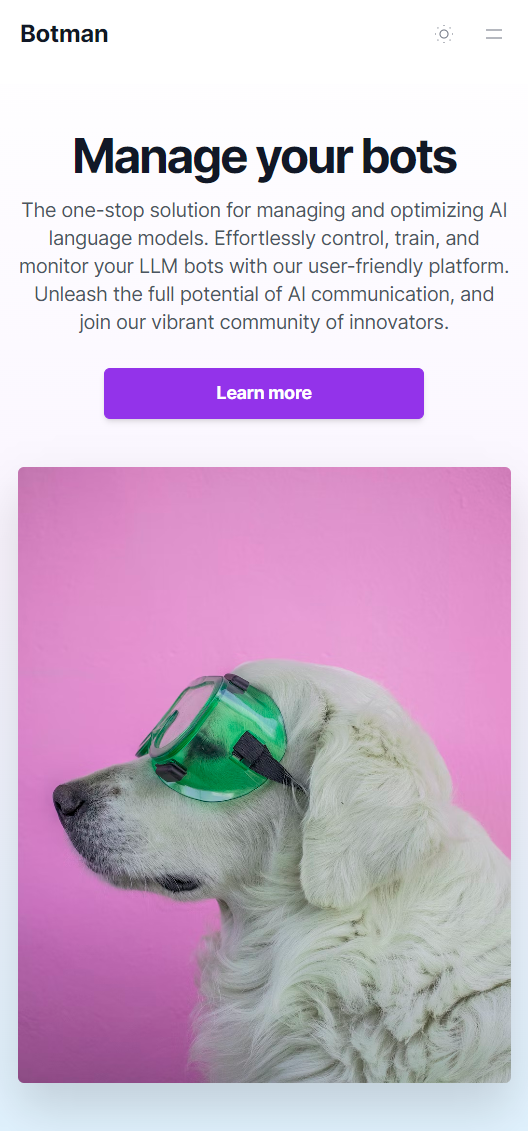 Botman
Manage your bots
The one-stop solution for managing and optimizing AI
language models. Effortlessly control, train, and
monitor your LLM bots with our user-friendly platform.
Unleash the full potential of AI communication, and
join our vibrant community of innovators.
Learn more